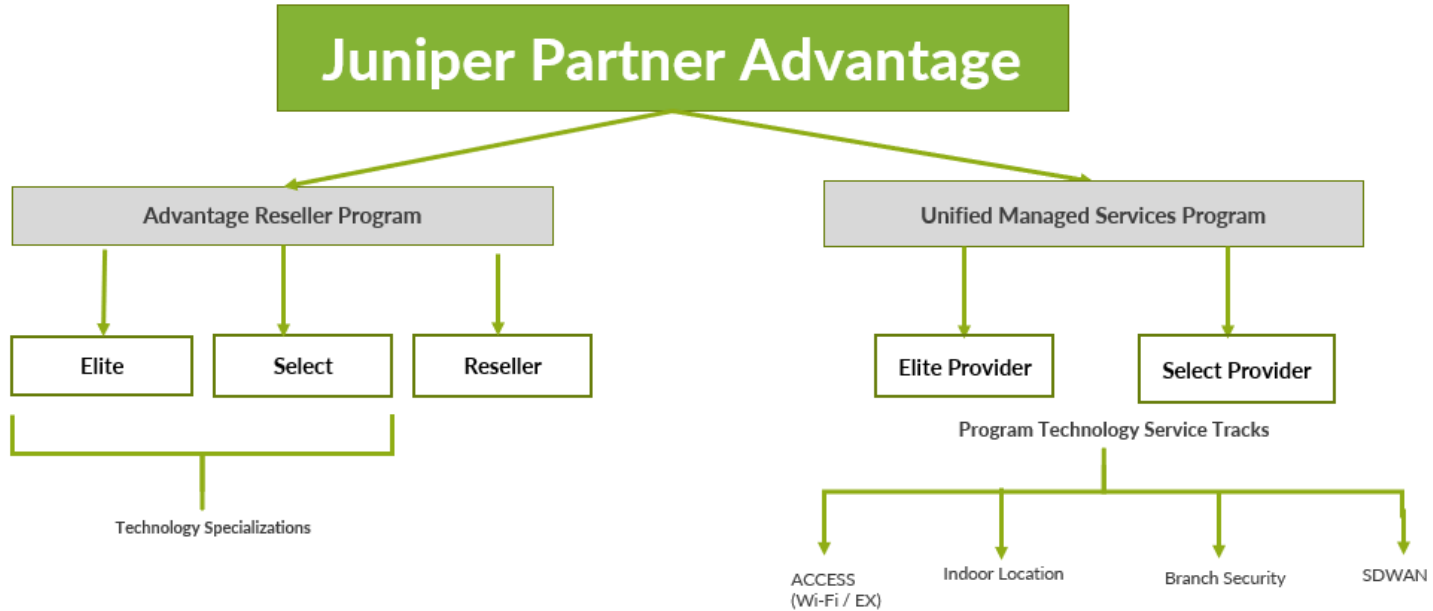 Juniper Partner Advantage
Advantage Reseller Program
Unified Managed Services Program
Elite
Select
Reseller
Elite Provider
Select Provider
Program Technology Service Tracks
Technology Specializations
ACCESS
(Wi-Fi / EX)
Indoor Location
Branch Security
SDWAN